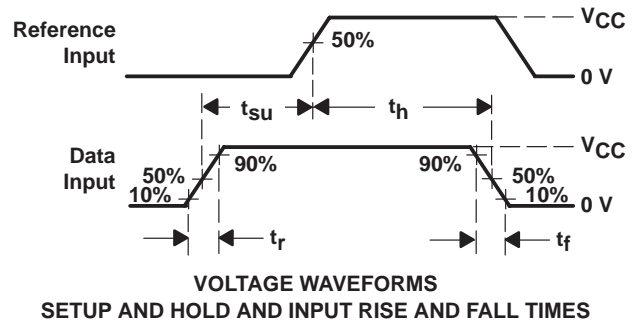 Reference
Input
50%
VCC
0 V
tsu
th
Data
Input
50%
10%
90%
90%
50%
10%
VCC
0 V
tr
tf
VOLTAGE WAVEFORMS
SETUP AND HOLD AND INPUT RISE AND FALL TIMES